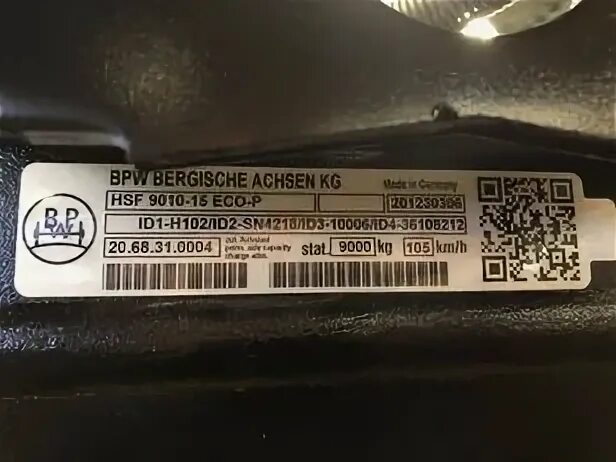 BPW BERGISCHE ACHSEN KG Made in Germany
BPW
HSF 9010-15 ECO-P
ID1-H102/ID2-SN4218/ID3-10006/ID4-36108212
20.68.31.0004 stat. 9000 kg 105 km/h